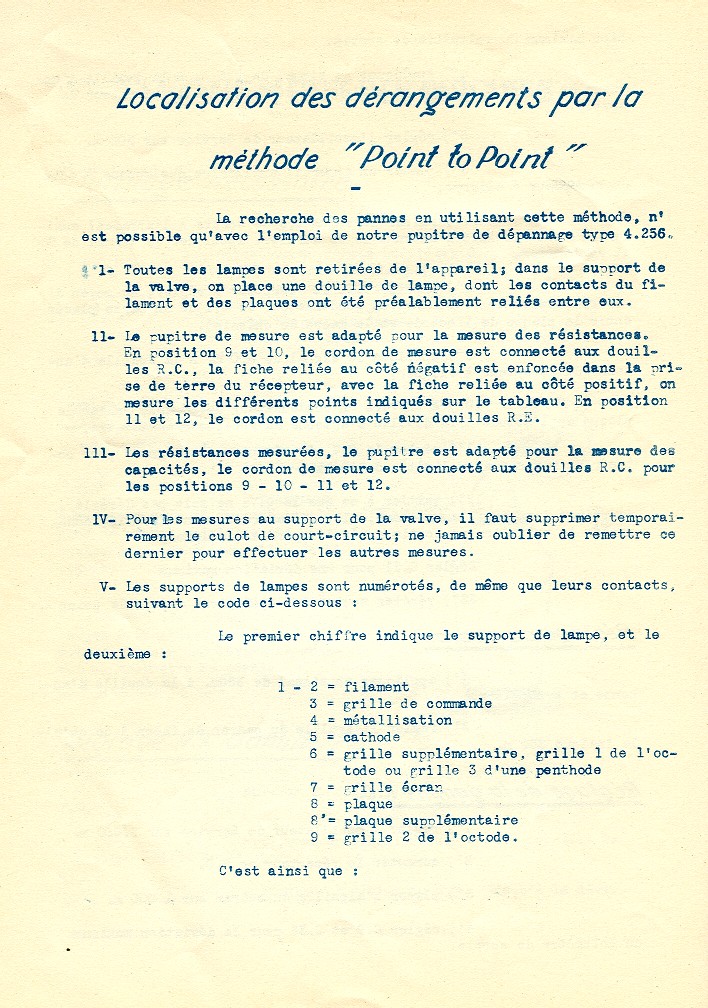 Localisation des dérangements par la
méthode "Point to Point"
-
La recherche des pannes en utilisant cette méthode, n'
est possible qu'avec l'emploi de notre pupitre de dépannage type 4.256.
1- Toutes les lampes sont retirées de l'appareil; dans le support de
la valve, on place une douille de lampe, dont les contacts du fi-
lament et des plaques ont été préalablement reliés entre eux.
11- Le pupitre de mesure est adapté pour la mesure des résistances.
En position 9 et 10, le cordon de mesure est connecté aux douil-
les R.C., la fiche reliée au côté négatif est enfoncée dans la pri-
se de terre du récepteur, avec la fiche reliée au côté positif, on
mesure les différents points indiqués sur le tableau. En position
11 et 12, le cordon est connecté aux douilles R.E.
111- Les résistances mesurées, le pupitre est adapté pour la mesure des
capacités, le cordon de mesure est connecté aux douilles R.C. pour
les positions 9 - 10 - 11 et 12.
1V- Pour les mesures au support de la valve, il faut supprimer temporai-
rement le culot de court-circuit; ne jamais oublier de remettre ce
dernier pour effectuer les autres mesures.
V- Les supports de lampes sont numérotés, de même que leurs contacts,
suivant le code ci-dessous :
Le premier chiffre indique le support de lampe, et le
deuxième :
1 - 2 = filament
3 = grille de commande
4 = métallisation
5 = cathode
6 = grille supplémentaire, grille 1 de l'oc-
tode ou grille 3 d'une penthode
7 = grille écran
8 = plaque
8'= plaque supplémentaire
9 = grille 2 de l'octode.
C'est ainsi que :